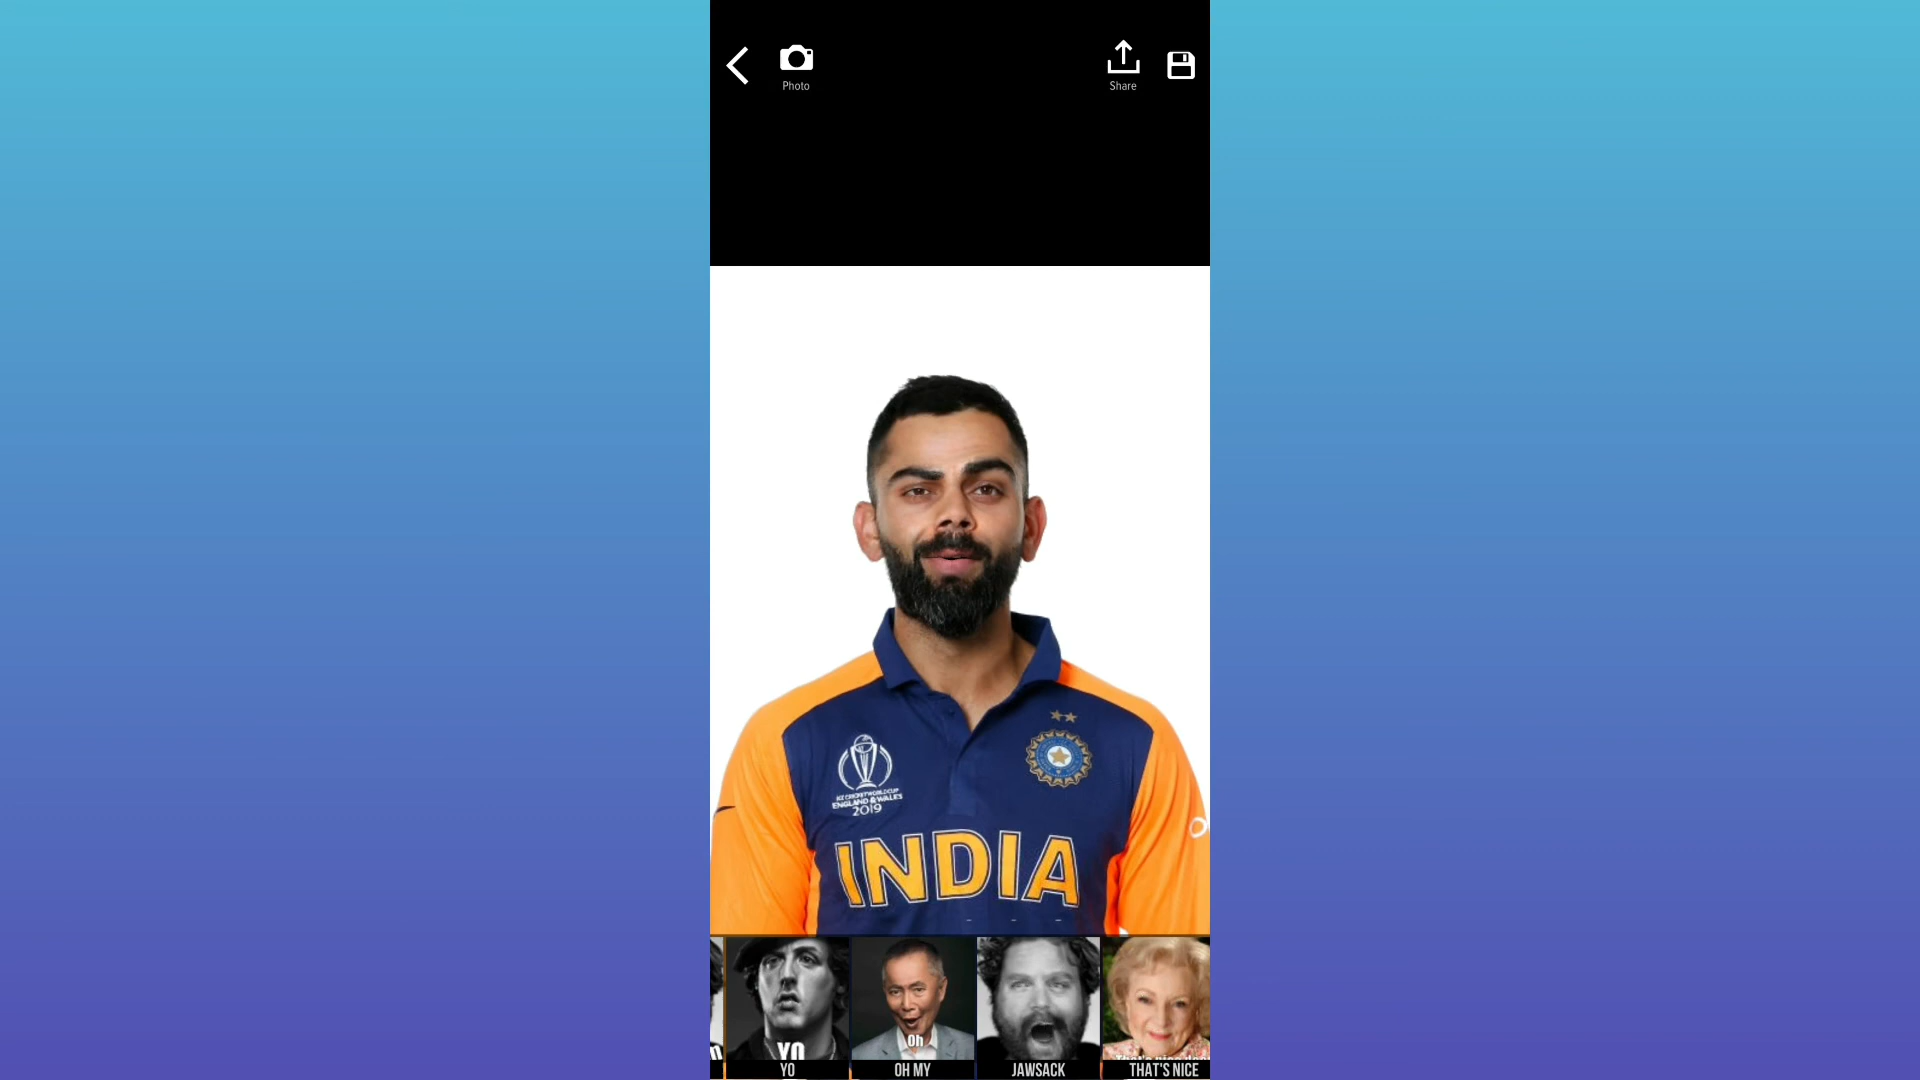 Photo
Share
ICC CRICKET WORLD CUP
ENGLAND & WALES
2019
INDIA
YO
Oh
YO
OH MY
JAWSACK
THAT'S NICE